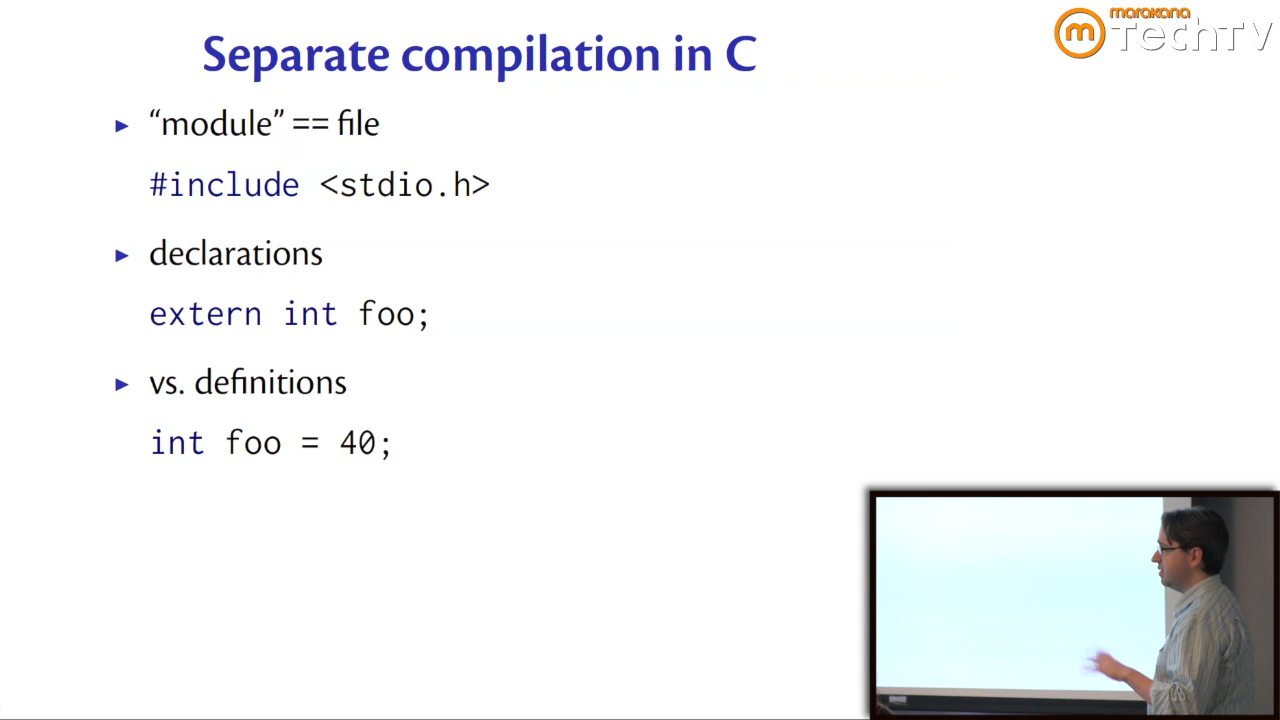 Separate compilation in C
marakana
m TechTV
▸ “module” == file
#include <stdio.h>
▸ declarations
extern int foo;
▸ vs. definitions
int foo = 40;